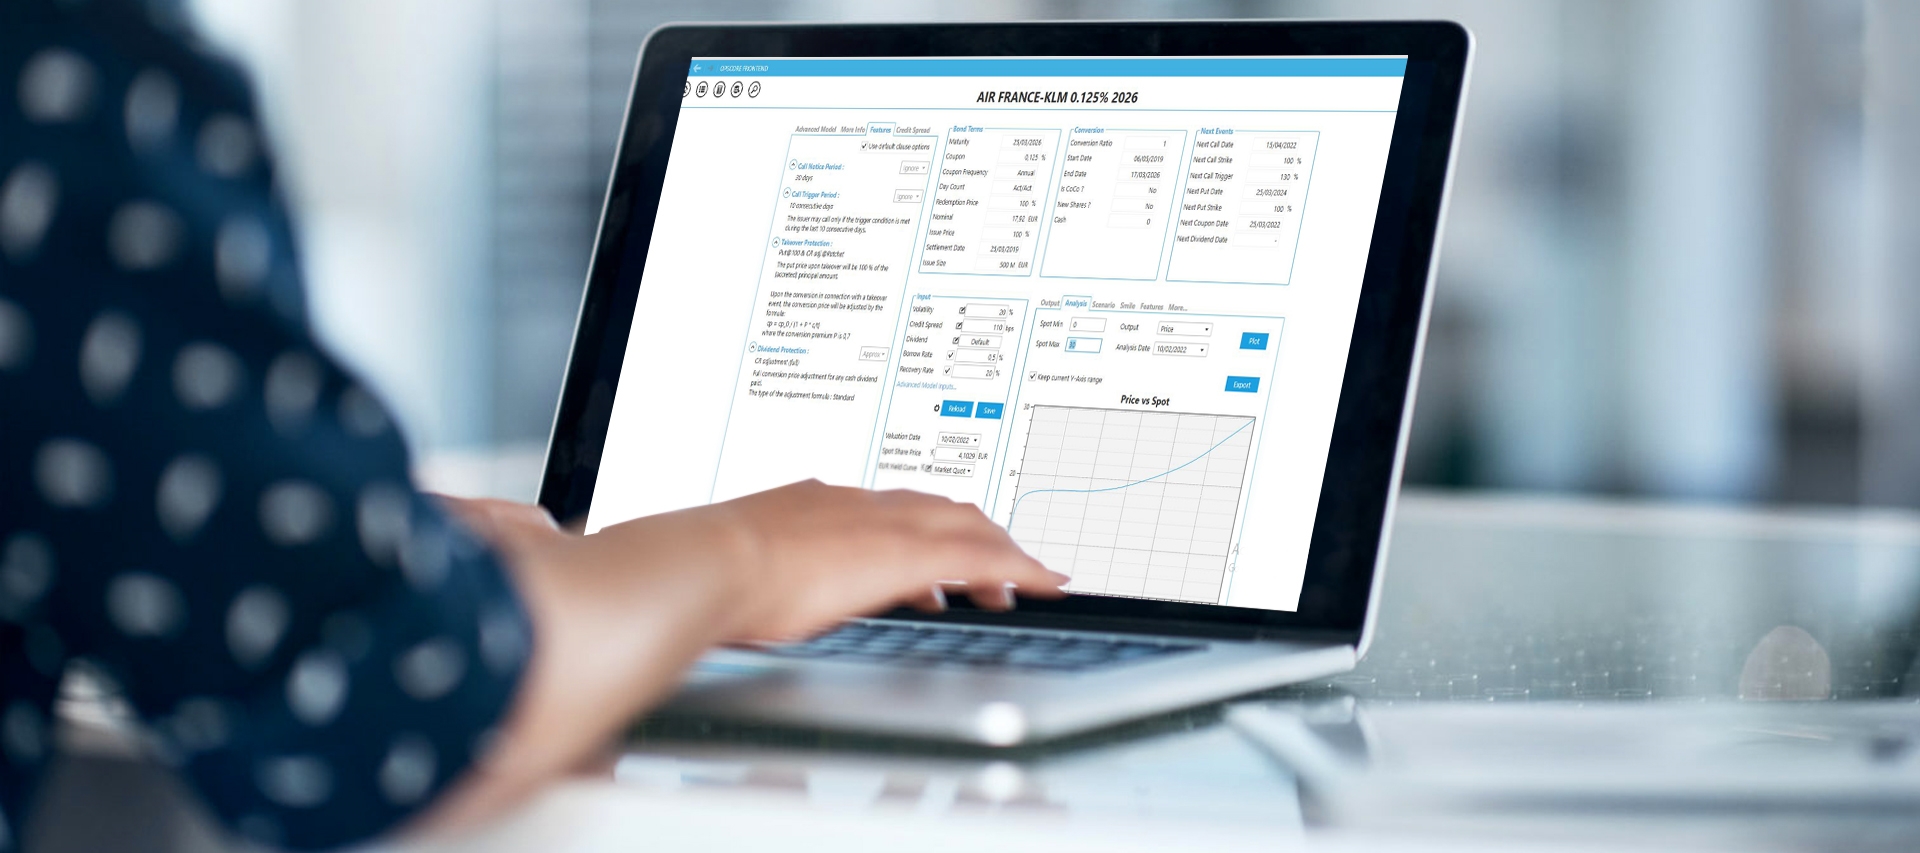 OPSCORE FRONTEND
AIR FRANCE-KLM 0.125% 2026
Advanced Model More Info Features Credit Spread
Use default clause options
Call Notice Period :
Ignore
30 days
Call Trigger Period :
Ignore
10 consecutive days
The issuer may call only if the trigger condition is met
during the last 10 consecutive days.
Takeover Protection :
Put@100 & CR adj @Ratchet
The put price upon takeover will be 100 % of the
(accreted) principal amount.
Upon the conversion in connection with a takeover
event, the conversion price will be adjusted by the
formula:
cp = cp_0 / (1 + P * c/t)
where the conversion premium P is 0,7
Dividend Protection :
Approx
CR adjustment (full)
Full conversion price adjustment for any cash dividend
paid.
The type of the adjustment formula : Standard
Bond Terms
Maturity 25/03/2026
Coupon 0.125 %
Coupon Frequency Annual
Day Count Act/Act
Redemption Price 100 %
Nominal 17,92 EUR
Issue Price 100 %
Settlement Date 25/03/2019
Issue Size 500 M EUR
Conversion
Conversion Ratio 1
Start Date 06/05/2019
End Date 17/03/2026
Is CoCo ? No
New Shares ? No
Cash 0
Next Events
Next Call Date 15/04/2022
Next Call Strike 100 %
Next Call Trigger 130 %
Next Put Date 25/03/2024
Next Put Strike 100 %
Next Coupon Date 25/03/2022
Next Dividend Date -
Input
Volatility 20 %
Credit Spread 110 bps
Dividend Default
Borrow Rate 0.5 %
Recovery Rate 20 %
Advanced Model Inputs...
Reload Save
Valuation Date 10/02/2022
Spot Share Price 4,1029 EUR
EUR Yield Curve Market Quot
Output Analysis Scenario Smile Features More...
Spot Min 0 Output Price
Plot
Spot Max Analysis Date 10/02/2022
Keep current Y-Axis range
Export
Price vs Spot
30
20
A
G